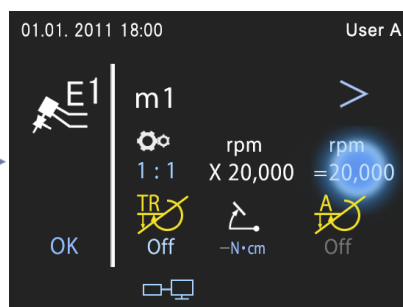 01.01. 2011 18:00 User A
E1 m1 >
rpm rpm
1 : 1 X 20,000 =20,000
TR A
OK Off –N•cm Off